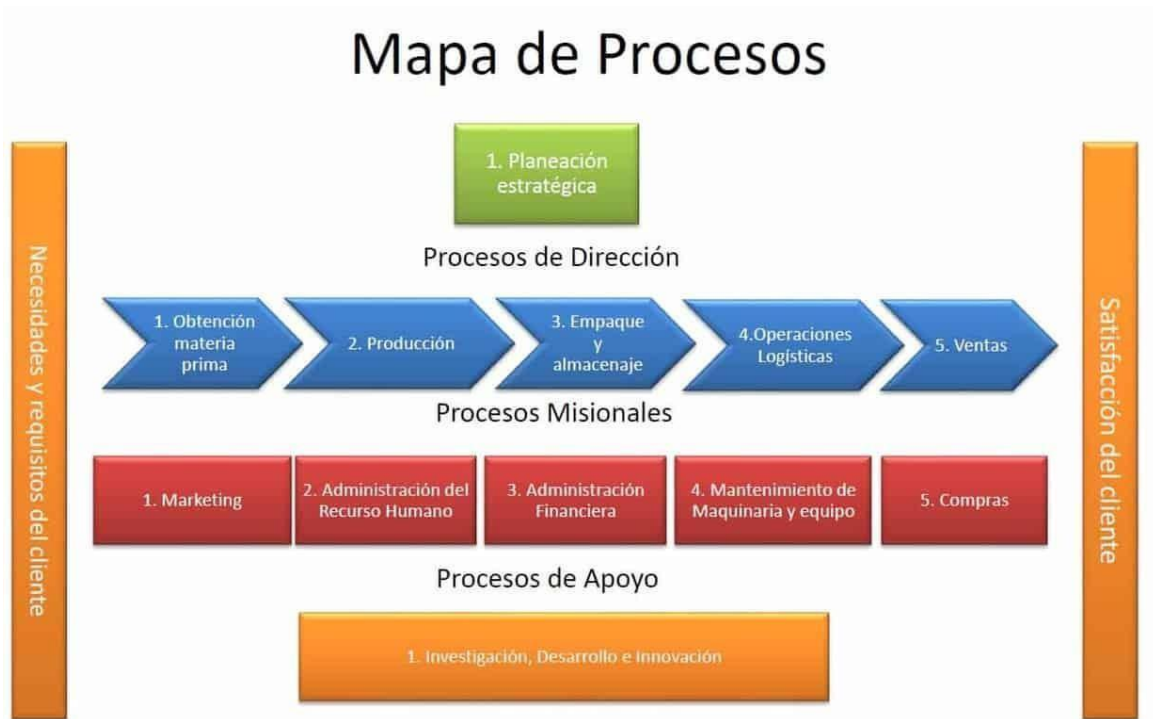 Mapa de Procesos
Necesidades y requisitos del cliente
1. Planeación
estratégica
Procesos de Dirección
1. Obtención
materia
prima
2. Producción
3. Empaque
y
almacenaje
4.Operaciones
Logísticas
5. Ventas
Procesos Misionales
1. Marketing
2. Administración del
Recurso Humano
3. Administración
Financiera
4. Mantenimiento de
Maquinaria y equipo
5. Compras
Procesos de Apoyo
1. Investigación, Desarrollo e Innovación
Satisfacción del cliente